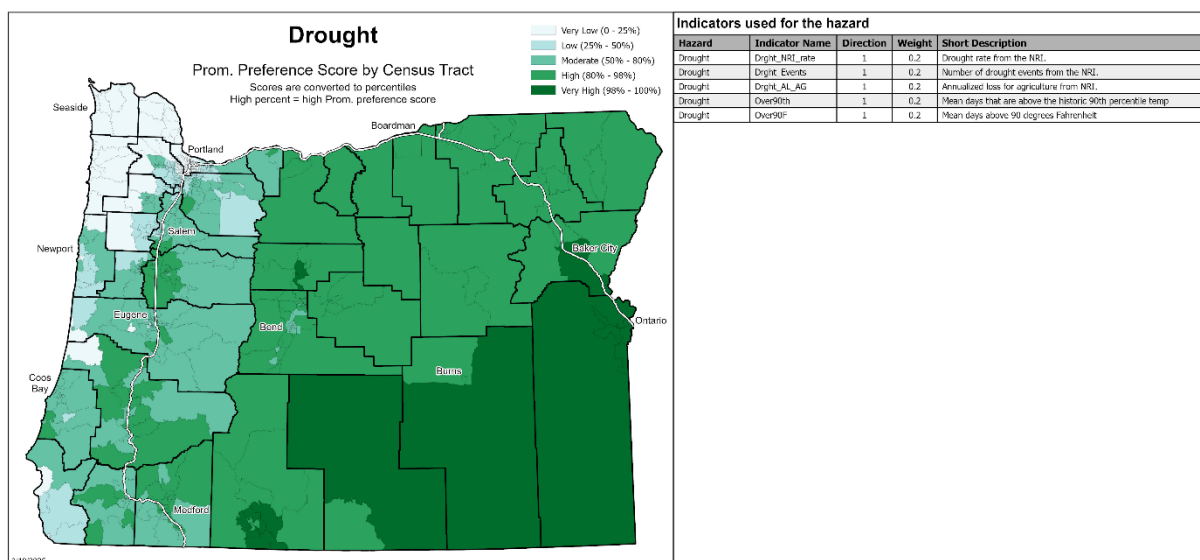 Drought
Prom. Preference Score by Census Tract
Scores are converted to percentiles
High percent = high Prom. preference score
Very Low (0 - 25%)
Low (25% - 50%)
Moderate (50% - 80%)
High (80% - 98%)
Very High (98% - 100%)
Seaside
Portland
Boardman
Salem
Newport
Baker City
Eugene
Bend
Ontario
Burns
Coos
Bay
Medford
Indicators used for the hazard
Hazard Indicator Name Direction Weight Short Description
Drought Drght_NRI_rate 1 0.2 Drought rate from the NRI.
Drought Drght_Events 1 0.2 Number of drought events from the NRI.
Drought Drght_AL_AG 1 0.2 Annualized loss for agriculture from NRI.
Drought Over90th 1 0.2 Mean days that are above the historic 90th percentile temp
Drought Over90F 1 0.2 Mean days above 90 degrees Fahrenheit